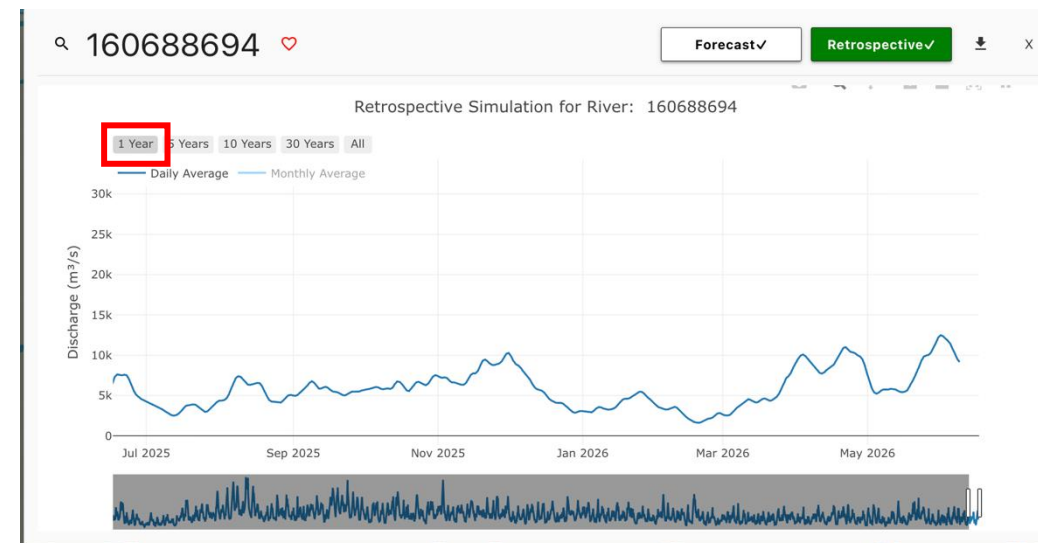 160688694
Forecast✓
Retrospective✓
X
Retrospective Simulation for River: 160688694
1 Year
Years
10 Years
30 Years
All
Daily Average
Monthly Average
Discharge (m³/s)
30k
25k
20k
15k
10k
5k
0
Jul 2025
Sep 2025
Nov 2025
Jan 2026
Mar 2026
May 2026